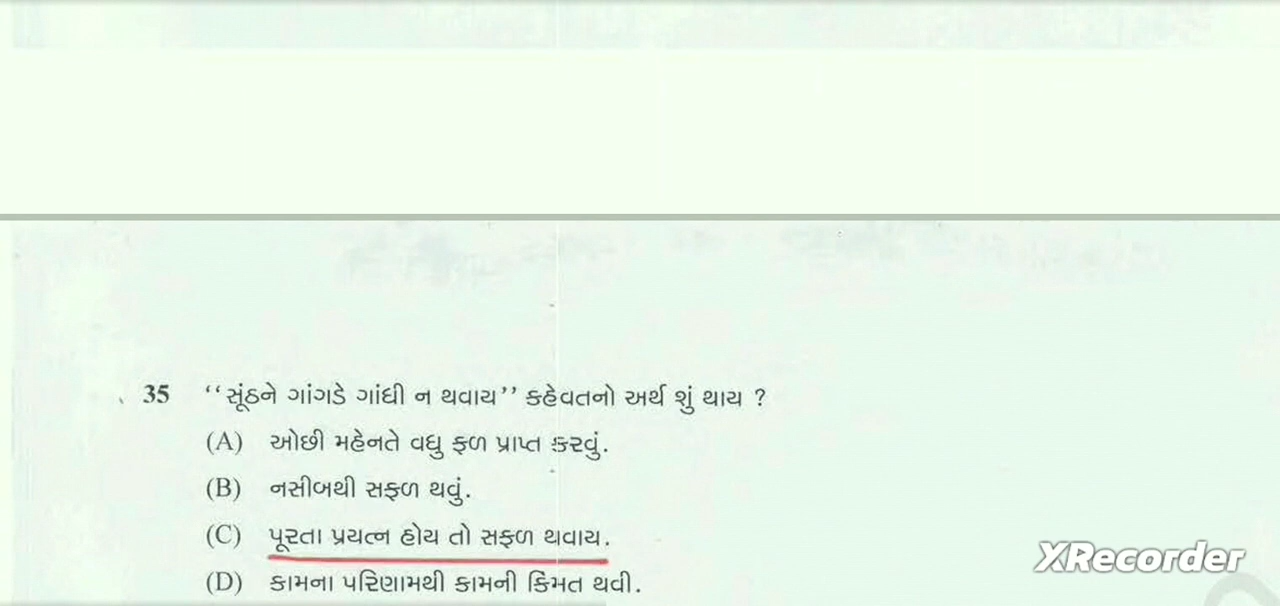 35 ‘‘સૂંઠને ગાંગડે ગાંધી ન થવાય’’ કહેવતનો અર્થ શું થાય ?
(A) ઓછી મહેનતે વધુ ફળ પ્રાપ્ત કરવું.
(B) નસીબથી સફળ થવું.
(C) પૂરતા પ્રયત્ન હોય તો સફળ થવાય.
(D) કામના પરિણામથી કામની કિંમત થવી.
XRecorder